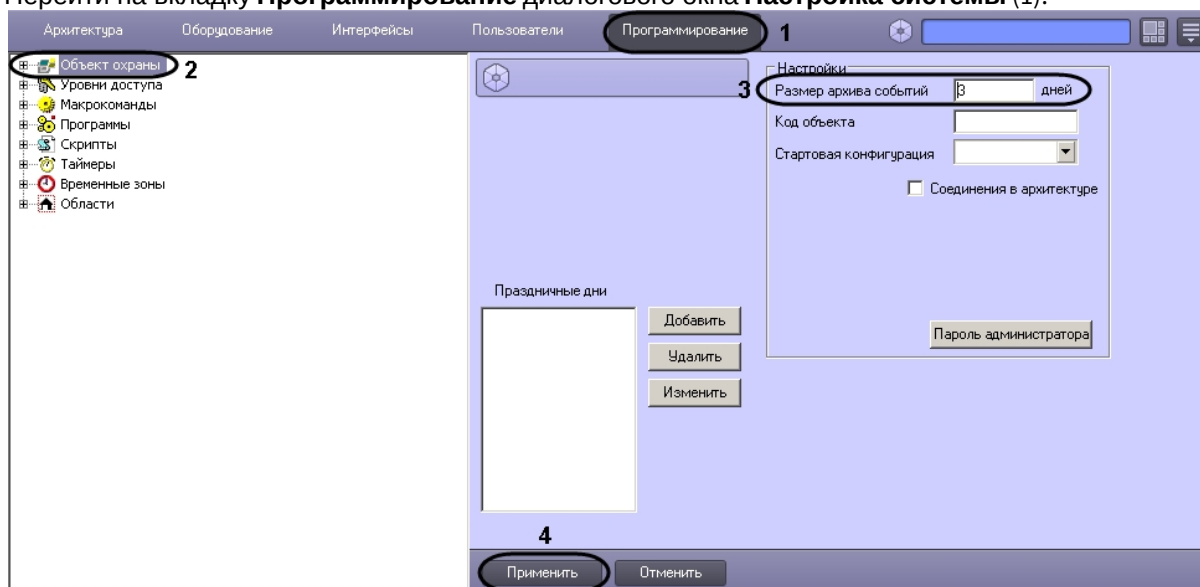 Перейти на вкладку Программирование диалогового окна Настройка системы (1).
Архитектура Оборудование Интерфейсы Пользователи Программирование 1
Объект охраны 2
Уровни доступа
Макрокоманды
Программы
Скрипты
Таймеры
Временные зоны
Области
Настройки
3 Размер архива событий 3 дней
Код объекта
Стартовая конфигурация
Соединения в архитектуре
Пароль администратора
Праздничные дни
Добавить
Удалить
Изменить
4
Применить Отменить